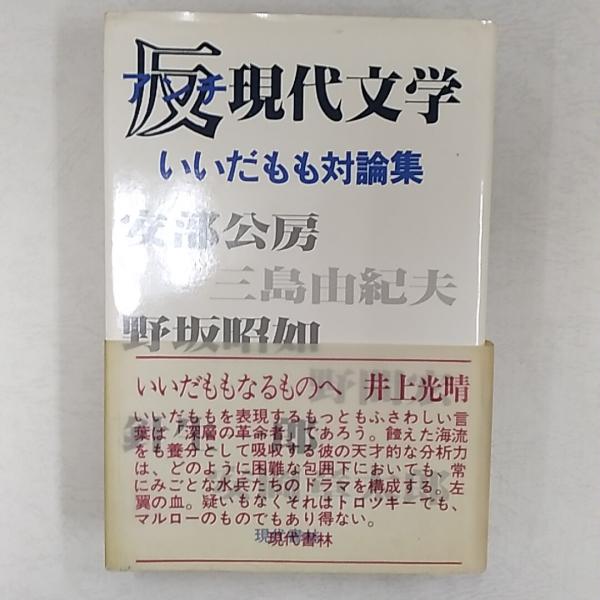 反現代文学
アンチ
いいだもも対論集
安部公房
三島由紀夫
野坂昭如
いいだももなるものへ 井上光晴
いいだももを表現するもっともふさわしい言
葉は「深層の革命者」であろう。饐えた海流
をも養分として吸収する彼の天才的な分析力
は、どのように困難な包囲下においても、常
にみごとな水兵たちのドラマを構成する。左
翼の血。疑いもなくそれはトロツキーでも、
マルローのものでもあり得ない。
現代書林